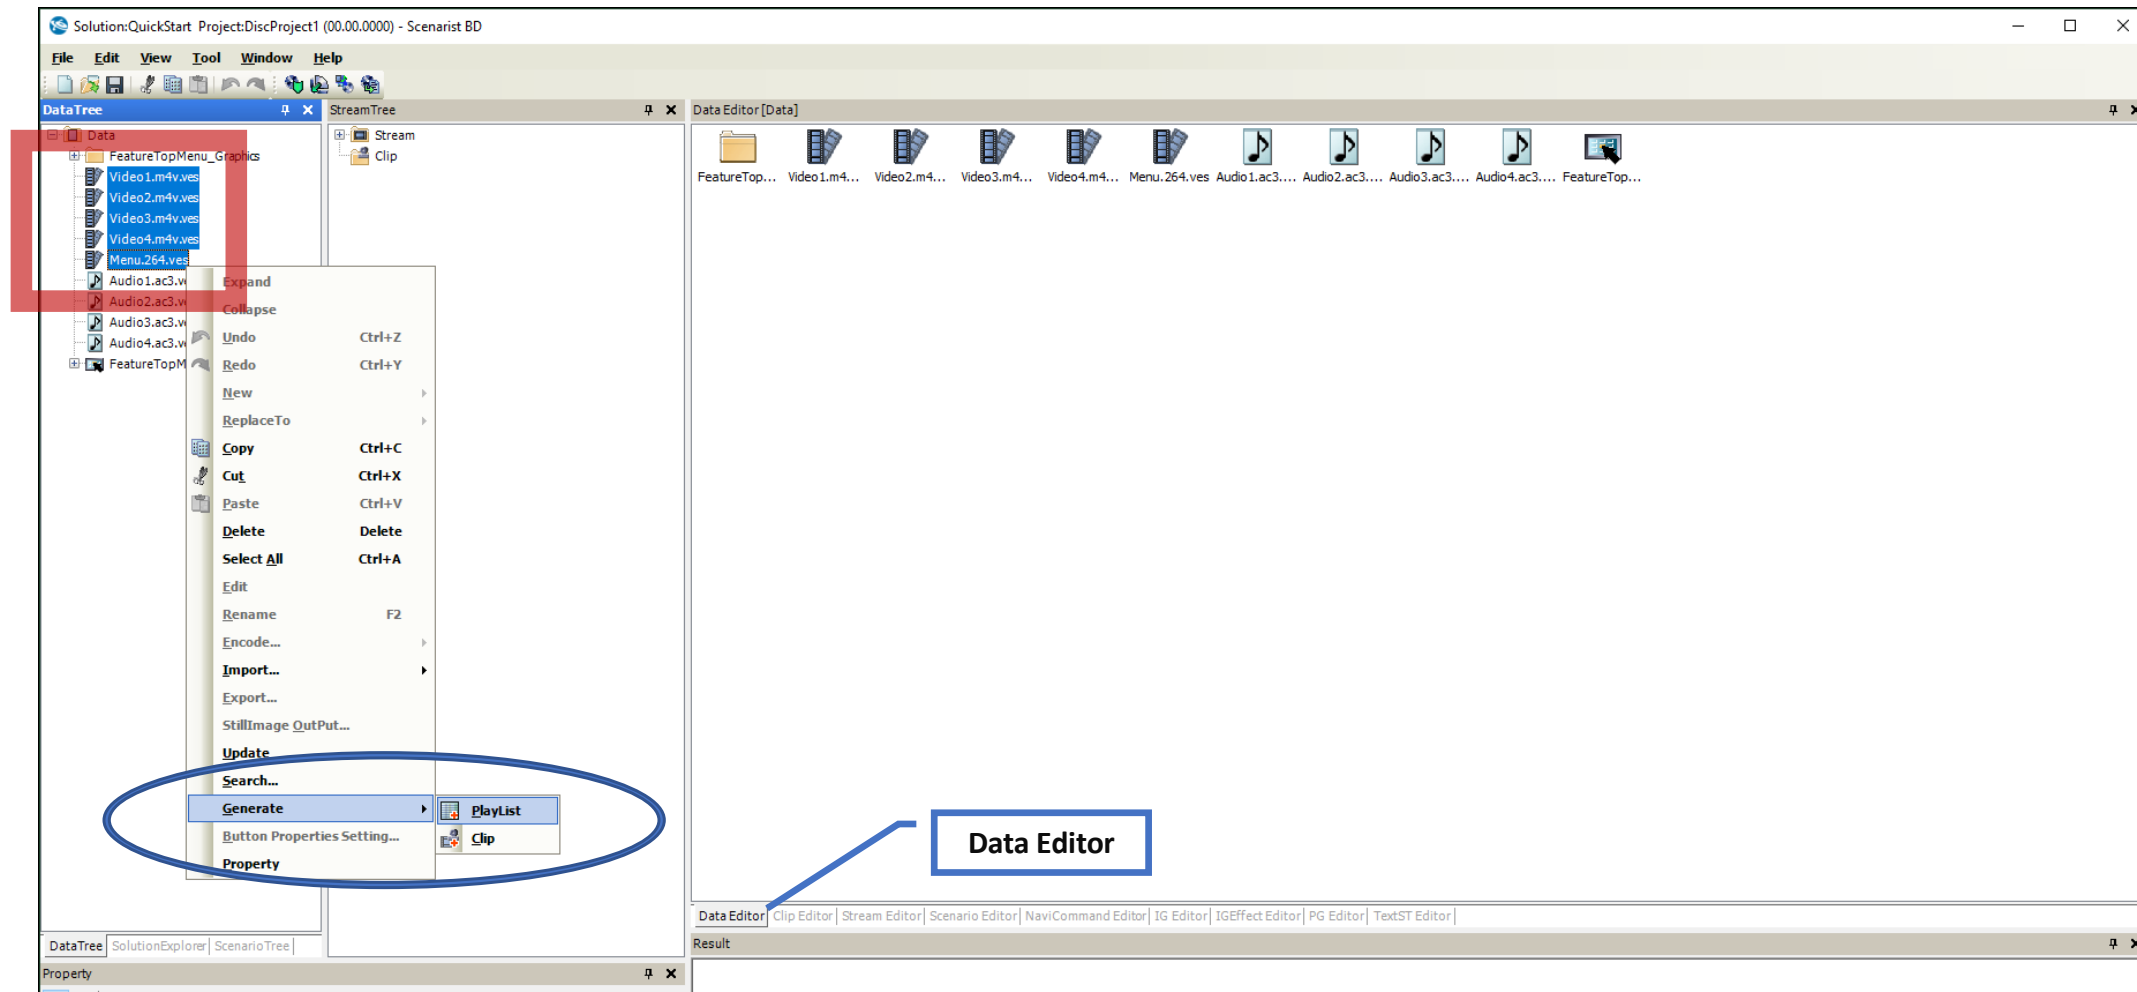 Solution:QuickStart Project:DiscProject1 (00.00.0000) - Scenarist BD
File Edit View Tool Window Help
DataTree
Data
FeatureTopMenu_Graphics
Video1.m4v.ves
Video2.m4v.ves
Video3.m4v.ves
Video4.m4v.ves
Menu.264.ves
Audio1.ac3.v
Audio2.ac3.v
Audio3.ac3.v
Audio4.ac3.v
FeatureTopM
StreamTree
Stream
Clip
Expand
Collapse
Undo Ctrl+Z
Redo Ctrl+Y
New
ReplaceTo
Copy Ctrl+C
Cut Ctrl+X
Paste Ctrl+V
Delete Delete
Select All Ctrl+A
Edit
Rename F2
Encode...
Import...
Export...
StillImage OutPut...
Update
Search...
Generate
Button Properties Setting...
Property
PlayList
Clip
Data Editor[Data]
FeatureTop... Video1.m4... Video2.m4... Video3.m4... Video4.m4... Menu.264.ves Audio1.ac3.... Audio2.ac3.... Audio3.ac3.... Audio4.ac3.... FeatureTop...
Data Editor
Data Editor Clip Editor Stream Editor Scenario Editor NaviCommand Editor IG Editor IGEffect Editor PG Editor TextST Editor
DataTree SolutionExplorer ScenarioTree
Result
Property